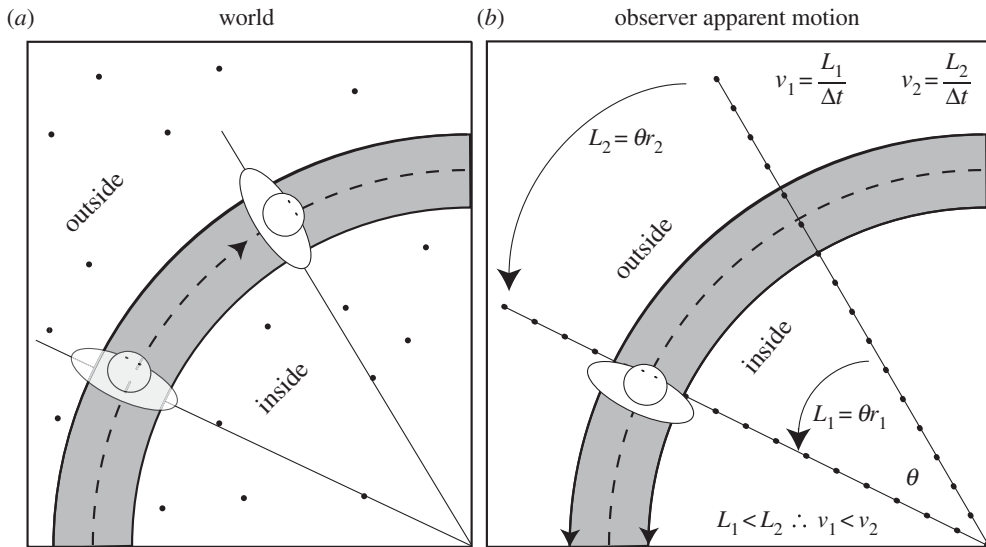 (a) world
outside
inside
(b) observer apparent motion
v₁ = L₁/Δt v₂ = L₂/Δt
L₂ = θr₂
outside
inside
L₁ = θr₁
θ
L₁ < L₂ ∴ v₁ < v₂